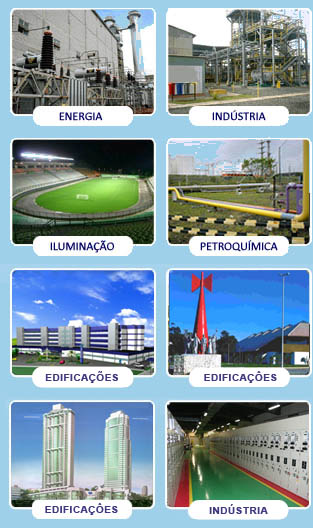 ENERGIA
INDÚSTRIA
ILUMINAÇÃO
PETROQUÍMICA
EDIFICAÇÕES
EDIFICAÇÕES
EDIFICAÇÕES
INDÚSTRIA